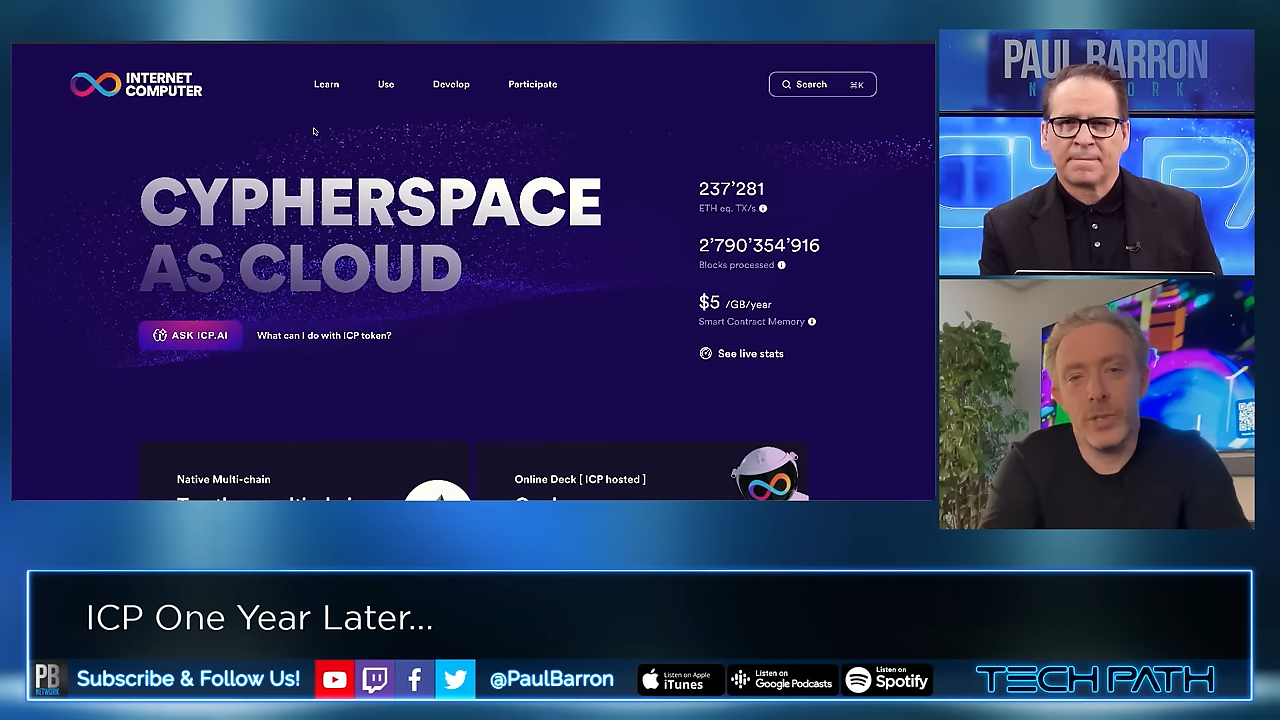 INTERNET
COMPUTER
Learn
Use
Develop
Participate
Search
⌘K
CYPHERSPACE
AS CLOUD
ASK ICP.AI
What can I do with ICP token?
237'281
ETH eq. TX/s
2'790'354'916
Blocks processed
$5 /GB/year
Smart Contract Memory
See live stats
Native Multi-chain
Online Deck [ ICP hosted ]
PAUL BARRON
NETWORK
ICP One Year Later...
PB
NETWORK
Subscribe & Follow Us!
@PaulBarron
Listen on Apple
iTunes
Listen on
Google Podcasts
Listen on
Spotify
TECH PATH